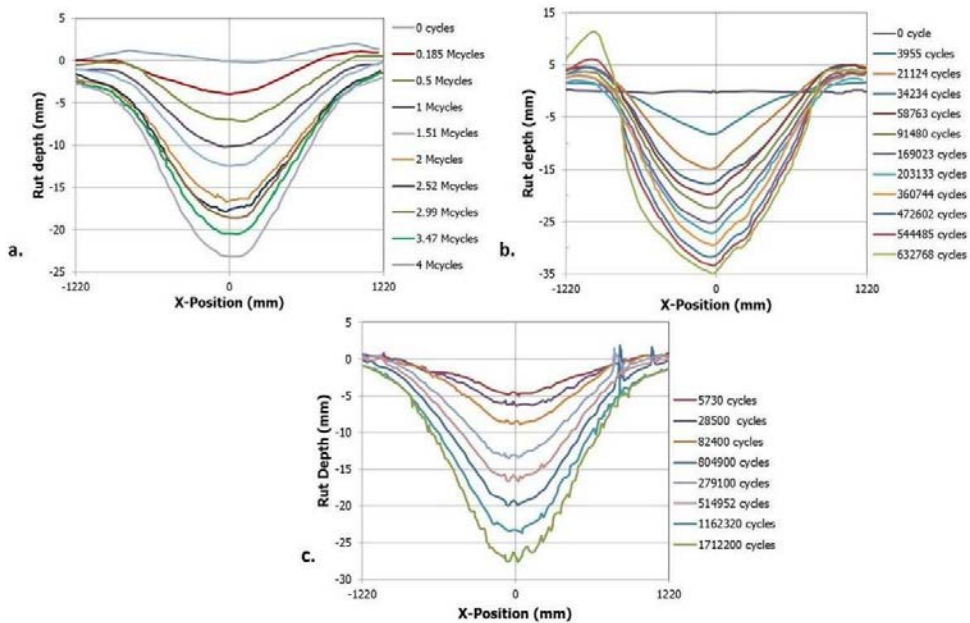 5
0
-5
-10
-15
-20
-25
Rut depth (mm)
-1220
0
1220
X-Position (mm)
0 cycles
0.185 Mcycles
0.5 Mcycles
1 Mcycles
1.51 Mcycles
2 Mcycles
2.52 Mcycles
2.99 Mcycles
3.47 Mcycles
4 Mcycles
a.
15
5
-5
-15
-25
-35
Rut depth (mm)
-1220
0
1220
X-Position (mm)
0 cycle
3955 cycles
21124 cycles
34234 cycles
58763 cycles
91480 cycles
169023 cycles
203133 cycles
360744 cycles
472602 cycles
544485 cycles
632768 cycles
b.
5
0
-5
-10
-15
-20
-25
-30
Rut Depth (mm)
-1220
0
1220
X-Position (mm)
5730 cycles
28500 cycles
82400 cycles
804900 cycles
279100 cycles
514952 cycles
1162320 cycles
1712200 cycles
c.